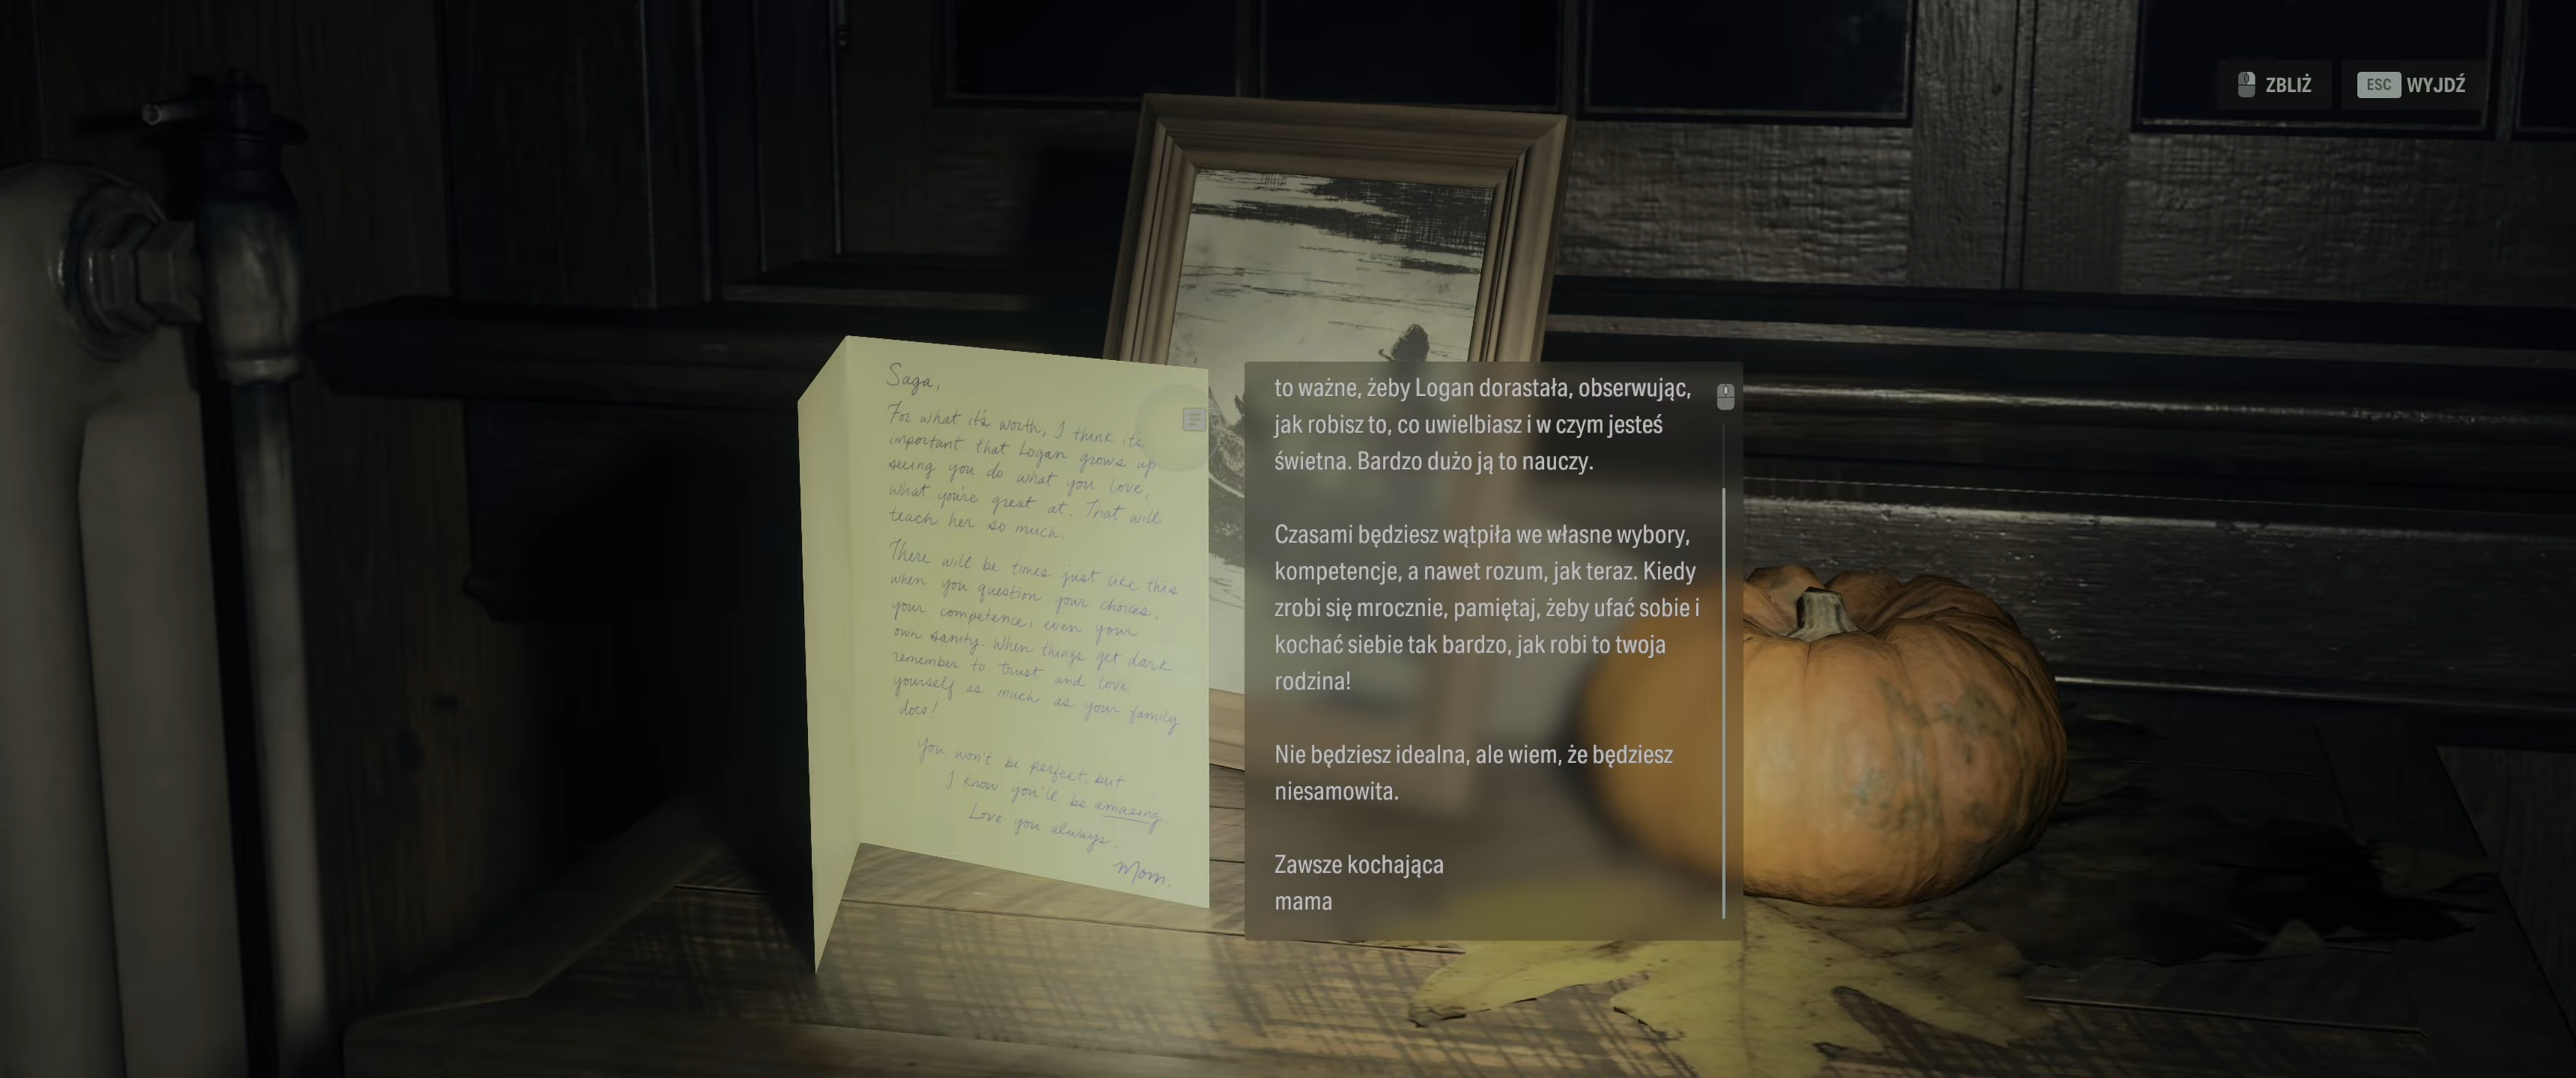 ZBLIŻ
ESC WYJDŹ
Saga,
For what it's worth, I think it's
important that Logan grows up
seeing you do what you love,
what you're great at. That will
teach her so much.
There will be times just like this
when you question your choices,
your competence, even your
own sanity. When things get dark
remember to trust and love
yourself as much as your family
does!
You won't be perfect, but
I know you'll be amazing.
Love you always,
Mom.
to ważne, żeby Logan dorastała, obserwując,
jak robisz to, co uwielbiasz i w czym jesteś
świetna. Bardzo dużo ją to nauczy.
Czasami będziesz wątpiła we własne wybory,
kompetencje, a nawet rozum, jak teraz. Kiedy
zrobi się mrocznie, pamiętaj, żeby ufać sobie i
kochać siebie tak bardzo, jak robi to twoja
rodzina!
Nie będziesz idealna, ale wiem, że będziesz
niesamowita.
Zawsze kochająca
mama